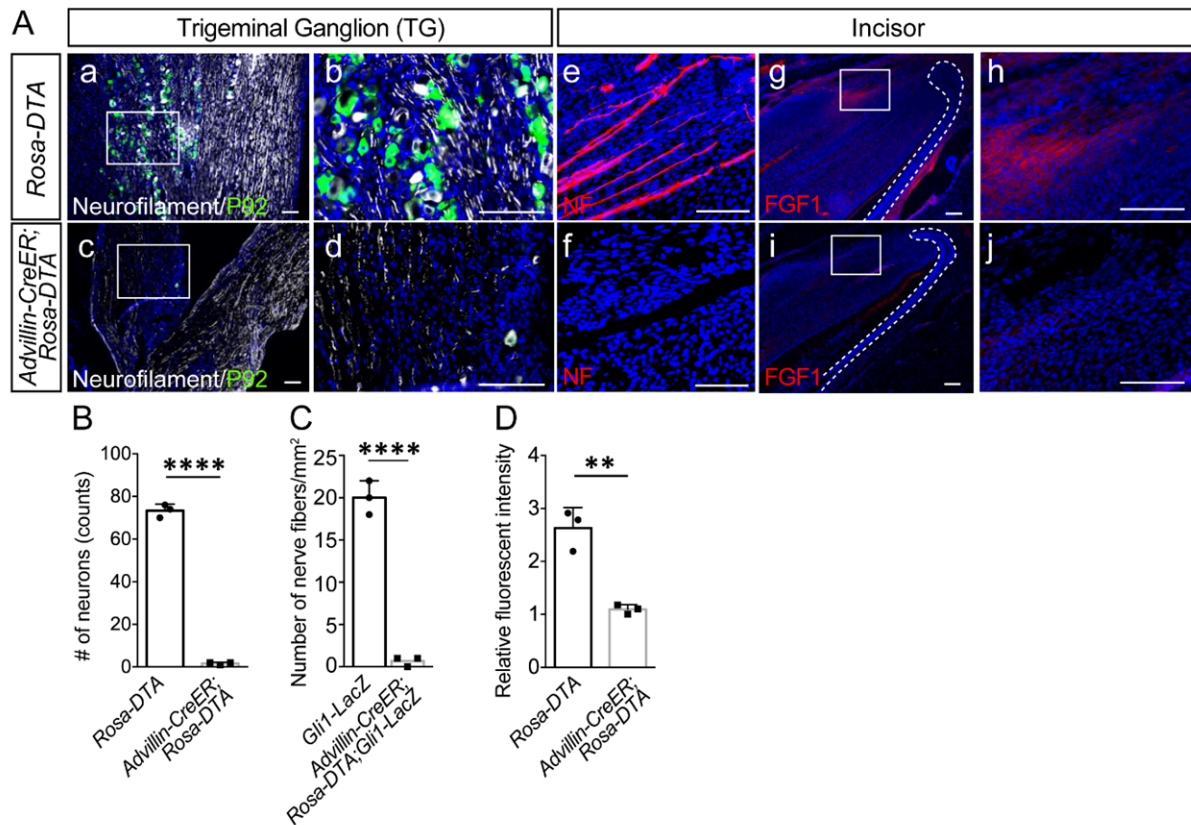 A
Trigeminal Ganglion (TG)
Incisor
Rosa-DTA
a
b
e
g
h
Neurofilament/P92
NF
FGF1
Advillin-CreER;
Rosa-DTA
c
d
f
i
j
Neurofilament/P92
NF
FGF1
B
# of neurons (counts)
100
80
60
40
20
0
****
Rosa-DTA
Advillin-CreER;
Rosa-DTA
C
Number of nerve fibers/mm²
25
20
15
10
5
0
****
Gli1-LacZ
Advillin-CreER;
Rosa-DTA;Gli1-LacZ
D
Relative fluorescent intensity
4
3
2
1
0
**
Rosa-DTA
Advillin-CreER;
Rosa-DTA